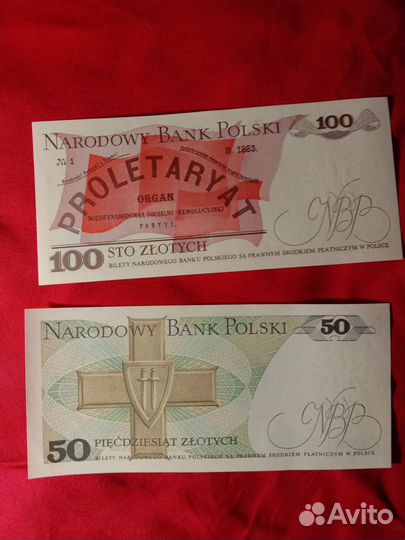 NARODOWY BANK POLSKI 100
№ 1 R. 1883.
PROLETARYAT
ORGAN
MIĘDZYNARODOWEJ SOCYALNO-REWOLUCYJNEJ
PARTYI.
NBP
100 STO ZŁOTYCH
BILETY NARODOWEGO BANKU POLSKIEGO SĄ PRAWNYM ŚRODKIEM PŁATNICZYM W POLSCE
NARODOWY BANK POLSKI 50
NBP
50 PIĘĆDZIESIĄT ZŁOTYCH
BILETY NARODOWEGO BANKU POLSKIEGO SĄ PRAWNYM ŚRODKIEM PŁATNICZYM W POLSCE
Avito